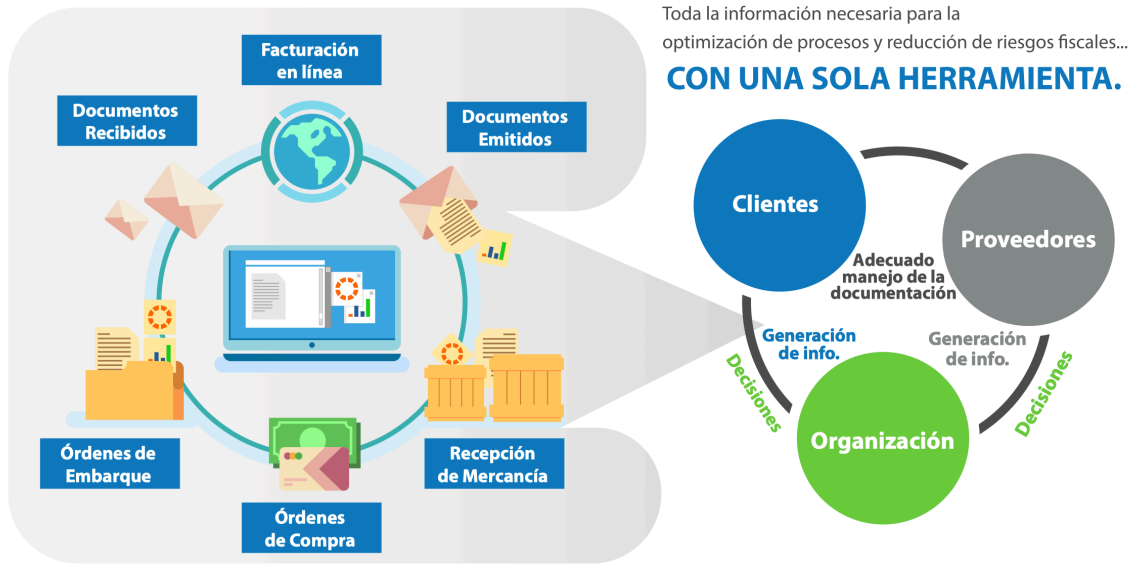 Toda la información necesaria para la
optimización de procesos y reducción de riesgos fiscales...
CON UNA SOLA HERRAMIENTA.
Facturación
en línea
Documentos
Recibidos
Documentos
Emitidos
Órdenes de
Embarque
Recepción
de Mercancía
Órdenes
de Compra
Clientes
Proveedores
Adecuado
manejo de la
documentación
Generación
de info.
Generación
de info.
Decisiones
Decisiones
Organización